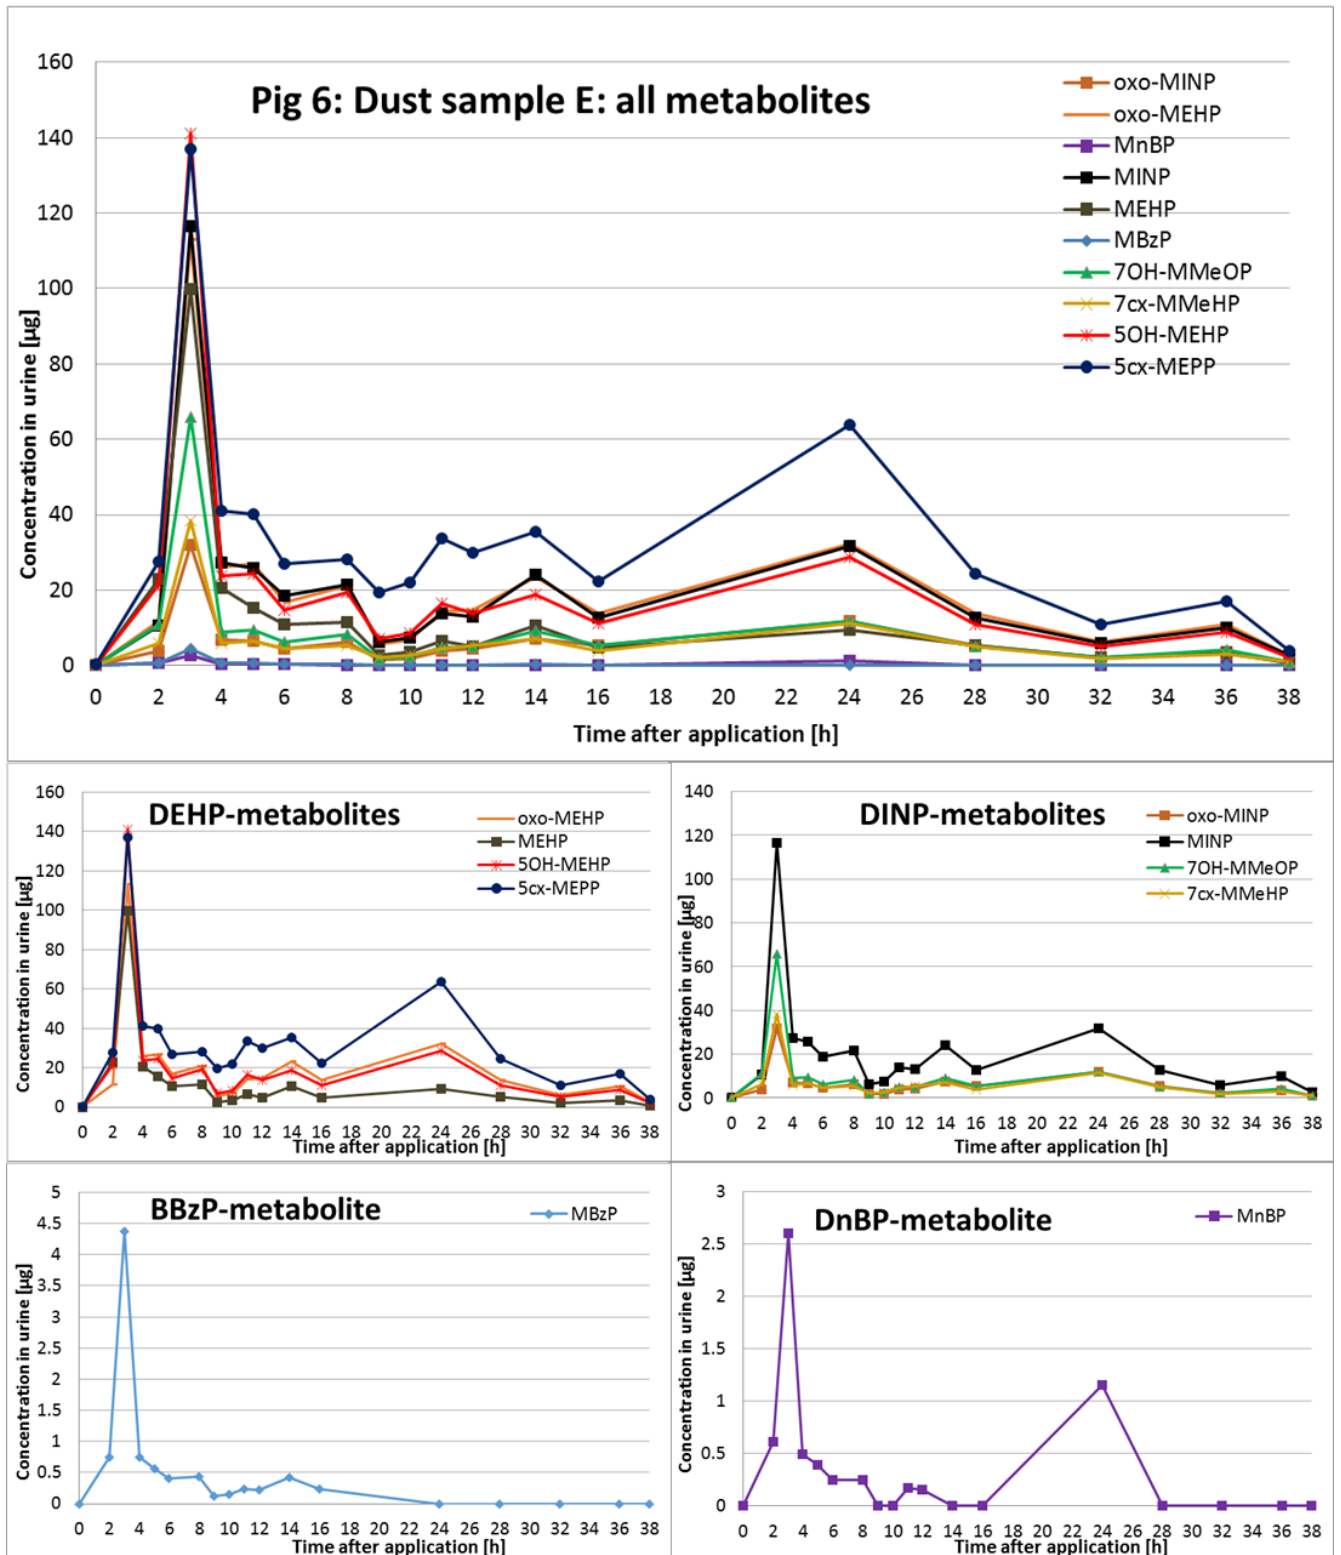 Pig 6: Dust sample E: all metabolites
Concentration in urine [µg]
160
140
120
100
80
60
40
20
0
0 2 4 6 8 10 12 14 16 18 20 22 24 26 28 30 32 34 36 38
Time after application [h]
oxo-MINP
oxo-MEHP
MnBP
MINP
MEHP
MBzP
7OH-MMeOP
7cx-MMeHP
5OH-MEHP
5cx-MEPP
DEHP-metabolites
Concentration in urine [µg]
160
140
120
100
80
60
40
20
0
0 2 4 6 8 10 12 14 16 18 20 22 24 26 28 30 32 34 36 38
Time after application [h]
oxo-MEHP
MEHP
5OH-MEHP
5cx-MEPP
DINP-metabolites
Concentration in urine [µg]
140
120
100
80
60
40
20
0
0 2 4 6 8 10 12 14 16 18 20 22 24 26 28 30 32 34 36 38
Time after application [h]
oxo-MINP
MINP
7OH-MMeOP
7cx-MMeHP
BBzP-metabolite
Concentration in urine [µg]
5
4.5
4
3.5
3
2.5
2
1.5
1
0.5
0
0 2 4 6 8 10 12 14 16 18 20 22 24 26 28 30 32 34 36 38
Time after application [h]
MBzP
DnBP-metabolite
Concentration in urine [µg]
3
2.5
2
1.5
1
0.5
0
0 2 4 6 8 10 12 14 16 18 20 22 24 26 28 30 32 34 36 38
Time after application [h]
MnBP